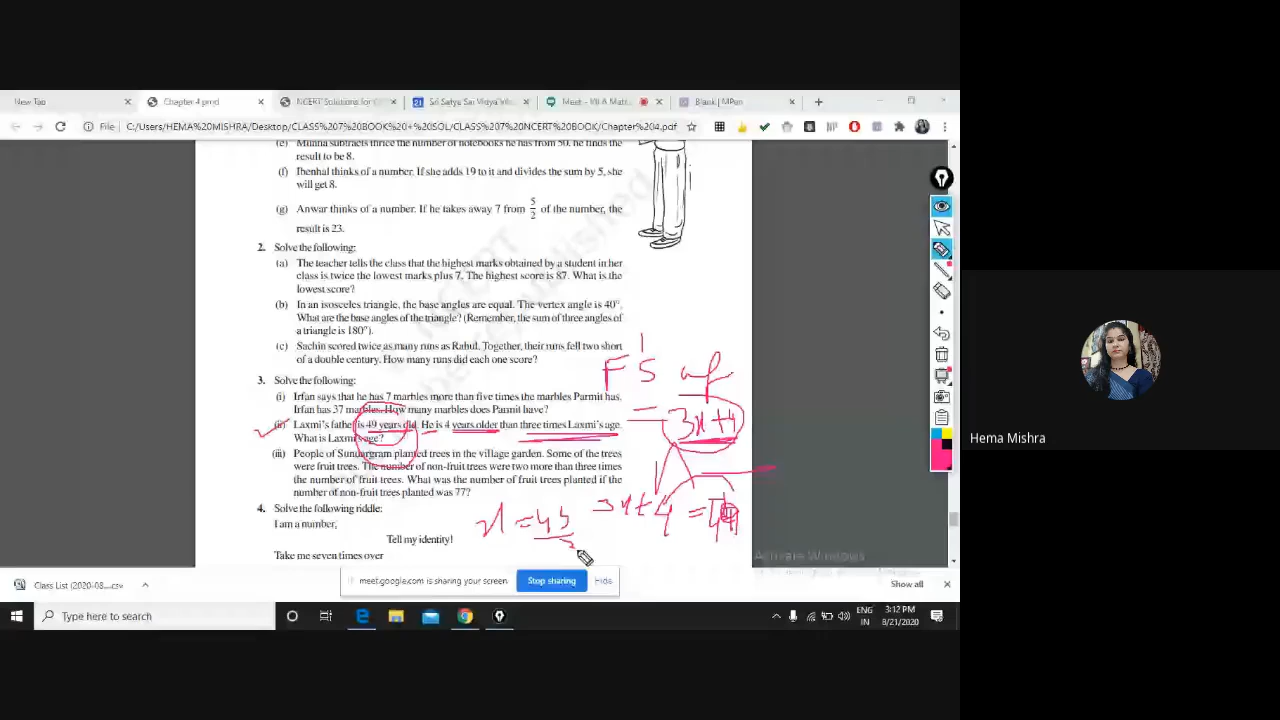 New Tab
Chapter 4.pmd
NCERT Solutions for
Sri Satya Sai Vidya Vih
Meet - VII A Mat
Blank | MPen
File C:/Users/HEMA%20MISHRA/Desktop/CLASS%207%20BOOK%20+%20SOL/CLASS%207%20NCERT%20BOOK/Chapter%204.pdf
(e) Munna subtracts thrice the number of notebooks he has from 50, he finds the
result to be 8.
(f) Ibenhal thinks of a number. If she adds 19 to it and divides the sum by 5, she
will get 8.
(g) Anwar thinks of a number. If he takes away 7 from 5/2 of the number, the
result is 23.
2. Solve the following:
(a) The teacher tells the class that the highest marks obtained by a student in her
class is twice the lowest marks plus 7. The highest score is 87. What is the
lowest score?
(b) In an isosceles triangle, the base angles are equal. The vertex angle is 40°.
What are the base angles of the triangle? (Remember, the sum of three angles of
a triangle is 180°).
(c) Sachin scored twice as many runs as Rahul. Together, their runs fell two short
of a double century. How many runs did each one score?
F'S
3. Solve the following:
(i) Irfan says that he has 7 marbles more than five times the marbles Parmit has.
Irfan has 37 marbles. How many marbles does Parmit have?
(ii) Laxmi's father is 49 years old. He is 4 years older than three times Laxmi's age.
What is Laxmi's age?
= 3x+4
(iii) People of Sundargram planted trees in the village garden. Some of the trees
were fruit trees. The number of non-fruit trees were two more than three times
the number of fruit trees. What was the number of fruit trees planted if the
number of non-fruit trees planted was 77?
3x+4 =
x = 45
4. Solve the following riddle:
I am a number,
Tell my identity!
Take me seven times over
Activate Windows
Class List (2020-08-...csv
meet.google.com is sharing your screen.
Stop sharing
Hide
Show all
Type here to search
ENG
IN
3:12 PM
8/21/2020
Hema Mishra